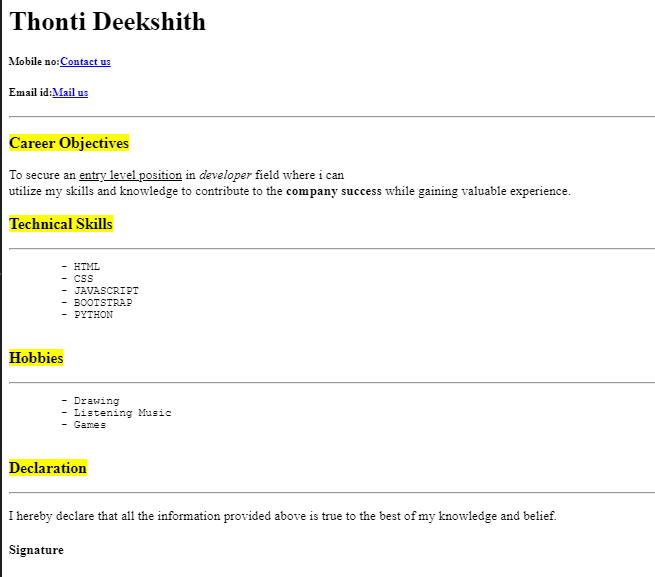 Thonti Deekshith
Mobile no:Contact us
Email id:Mail us
Career Objectives
To secure an entry level position in developer field where i can
utilize my skills and knowledge to contribute to the company success while gaining valuable experience.
Technical Skills
- HTML
- CSS
- JAVASCRIPT
- BOOTSTRAP
- PYTHON
Hobbies
- Drawing
- Listening Music
- Games
Declaration
I hereby declare that all the information provided above is true to the best of my knowledge and belief.
Signature